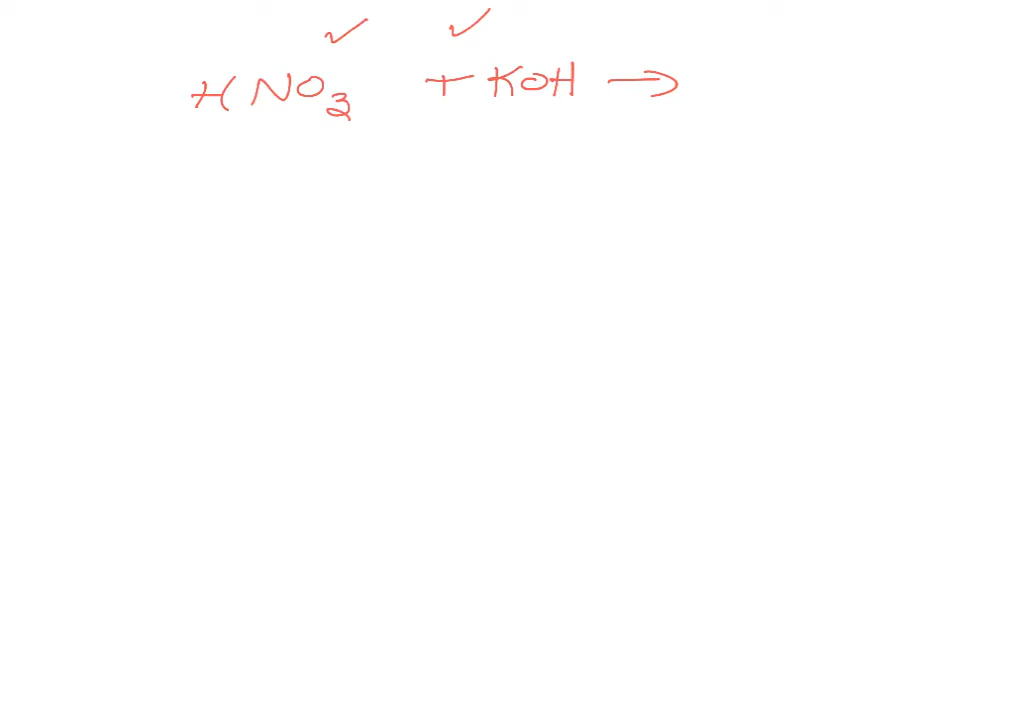 ✓ ✓
HNO₃ + KOH →